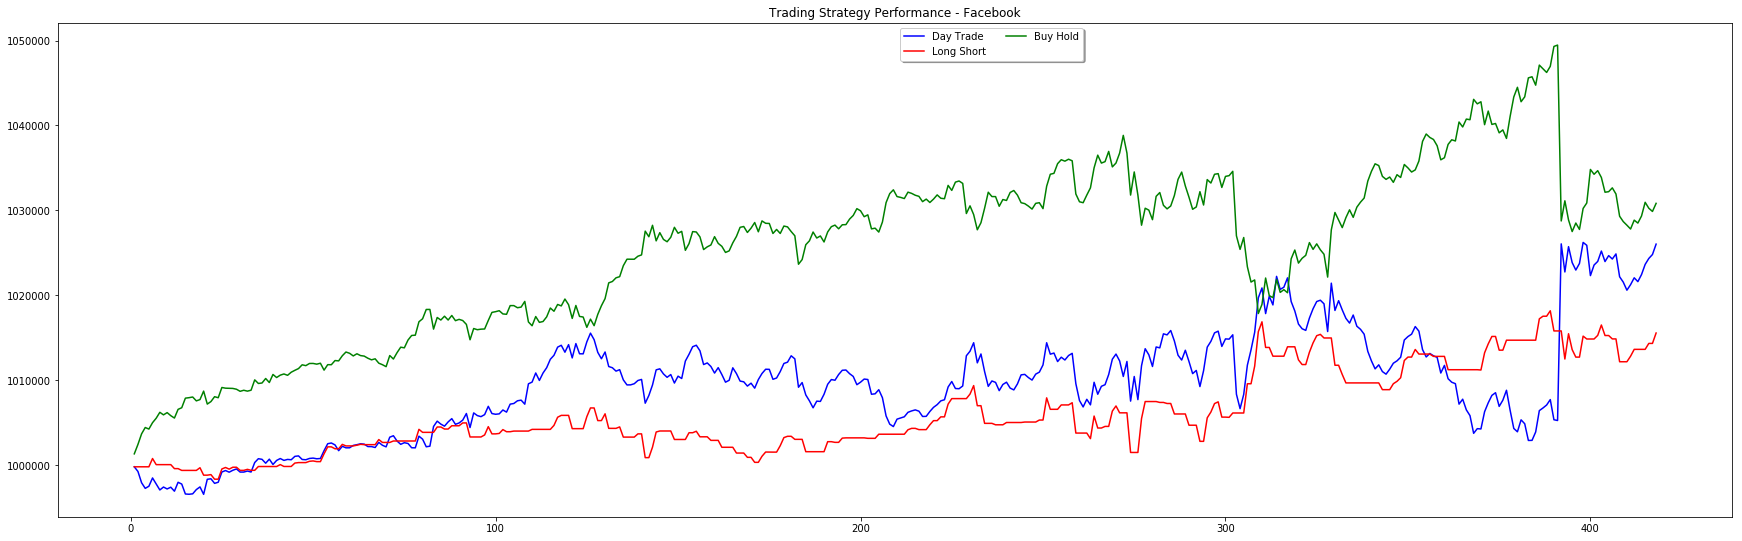 Trading Strategy Performance - Facebook
Day Trade
Long Short
Buy Hold
1050000
1040000
1030000
1020000
1010000
1000000
0 100 200 300 400